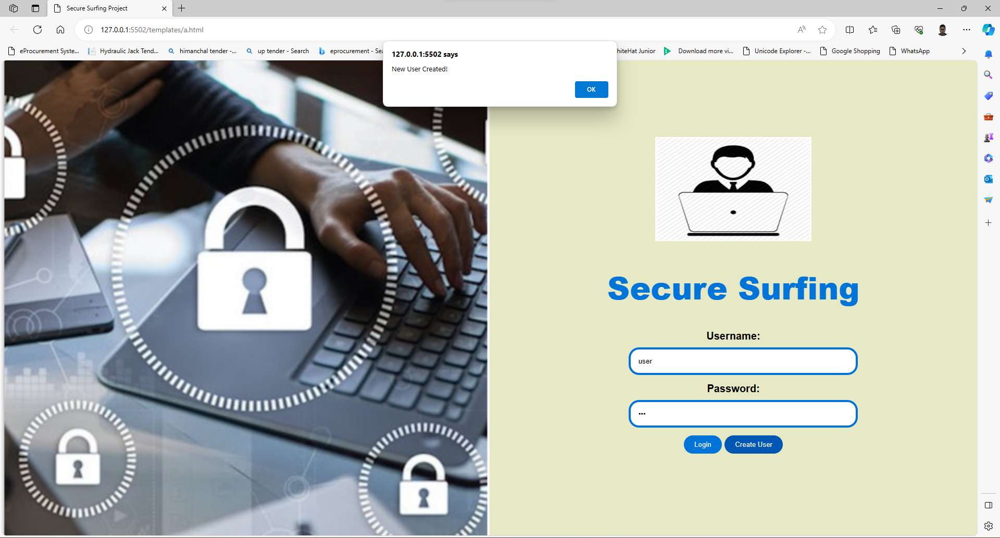 Secure Surfing Project
127.0.0.1:5502/templates/a.html
eProcurement Syste...
Hydraulic Jack Tend...
himanchal tender -...
up tender - Search
eprocurement - Sea
hiteHat Junior
Download more vi...
Unicode Explorer -...
Google Shopping
WhatsApp
127.0.0.1:5502 says
New User Created!
OK
Secure Surfing
Username:
user
Password:
•••
Login
Create User